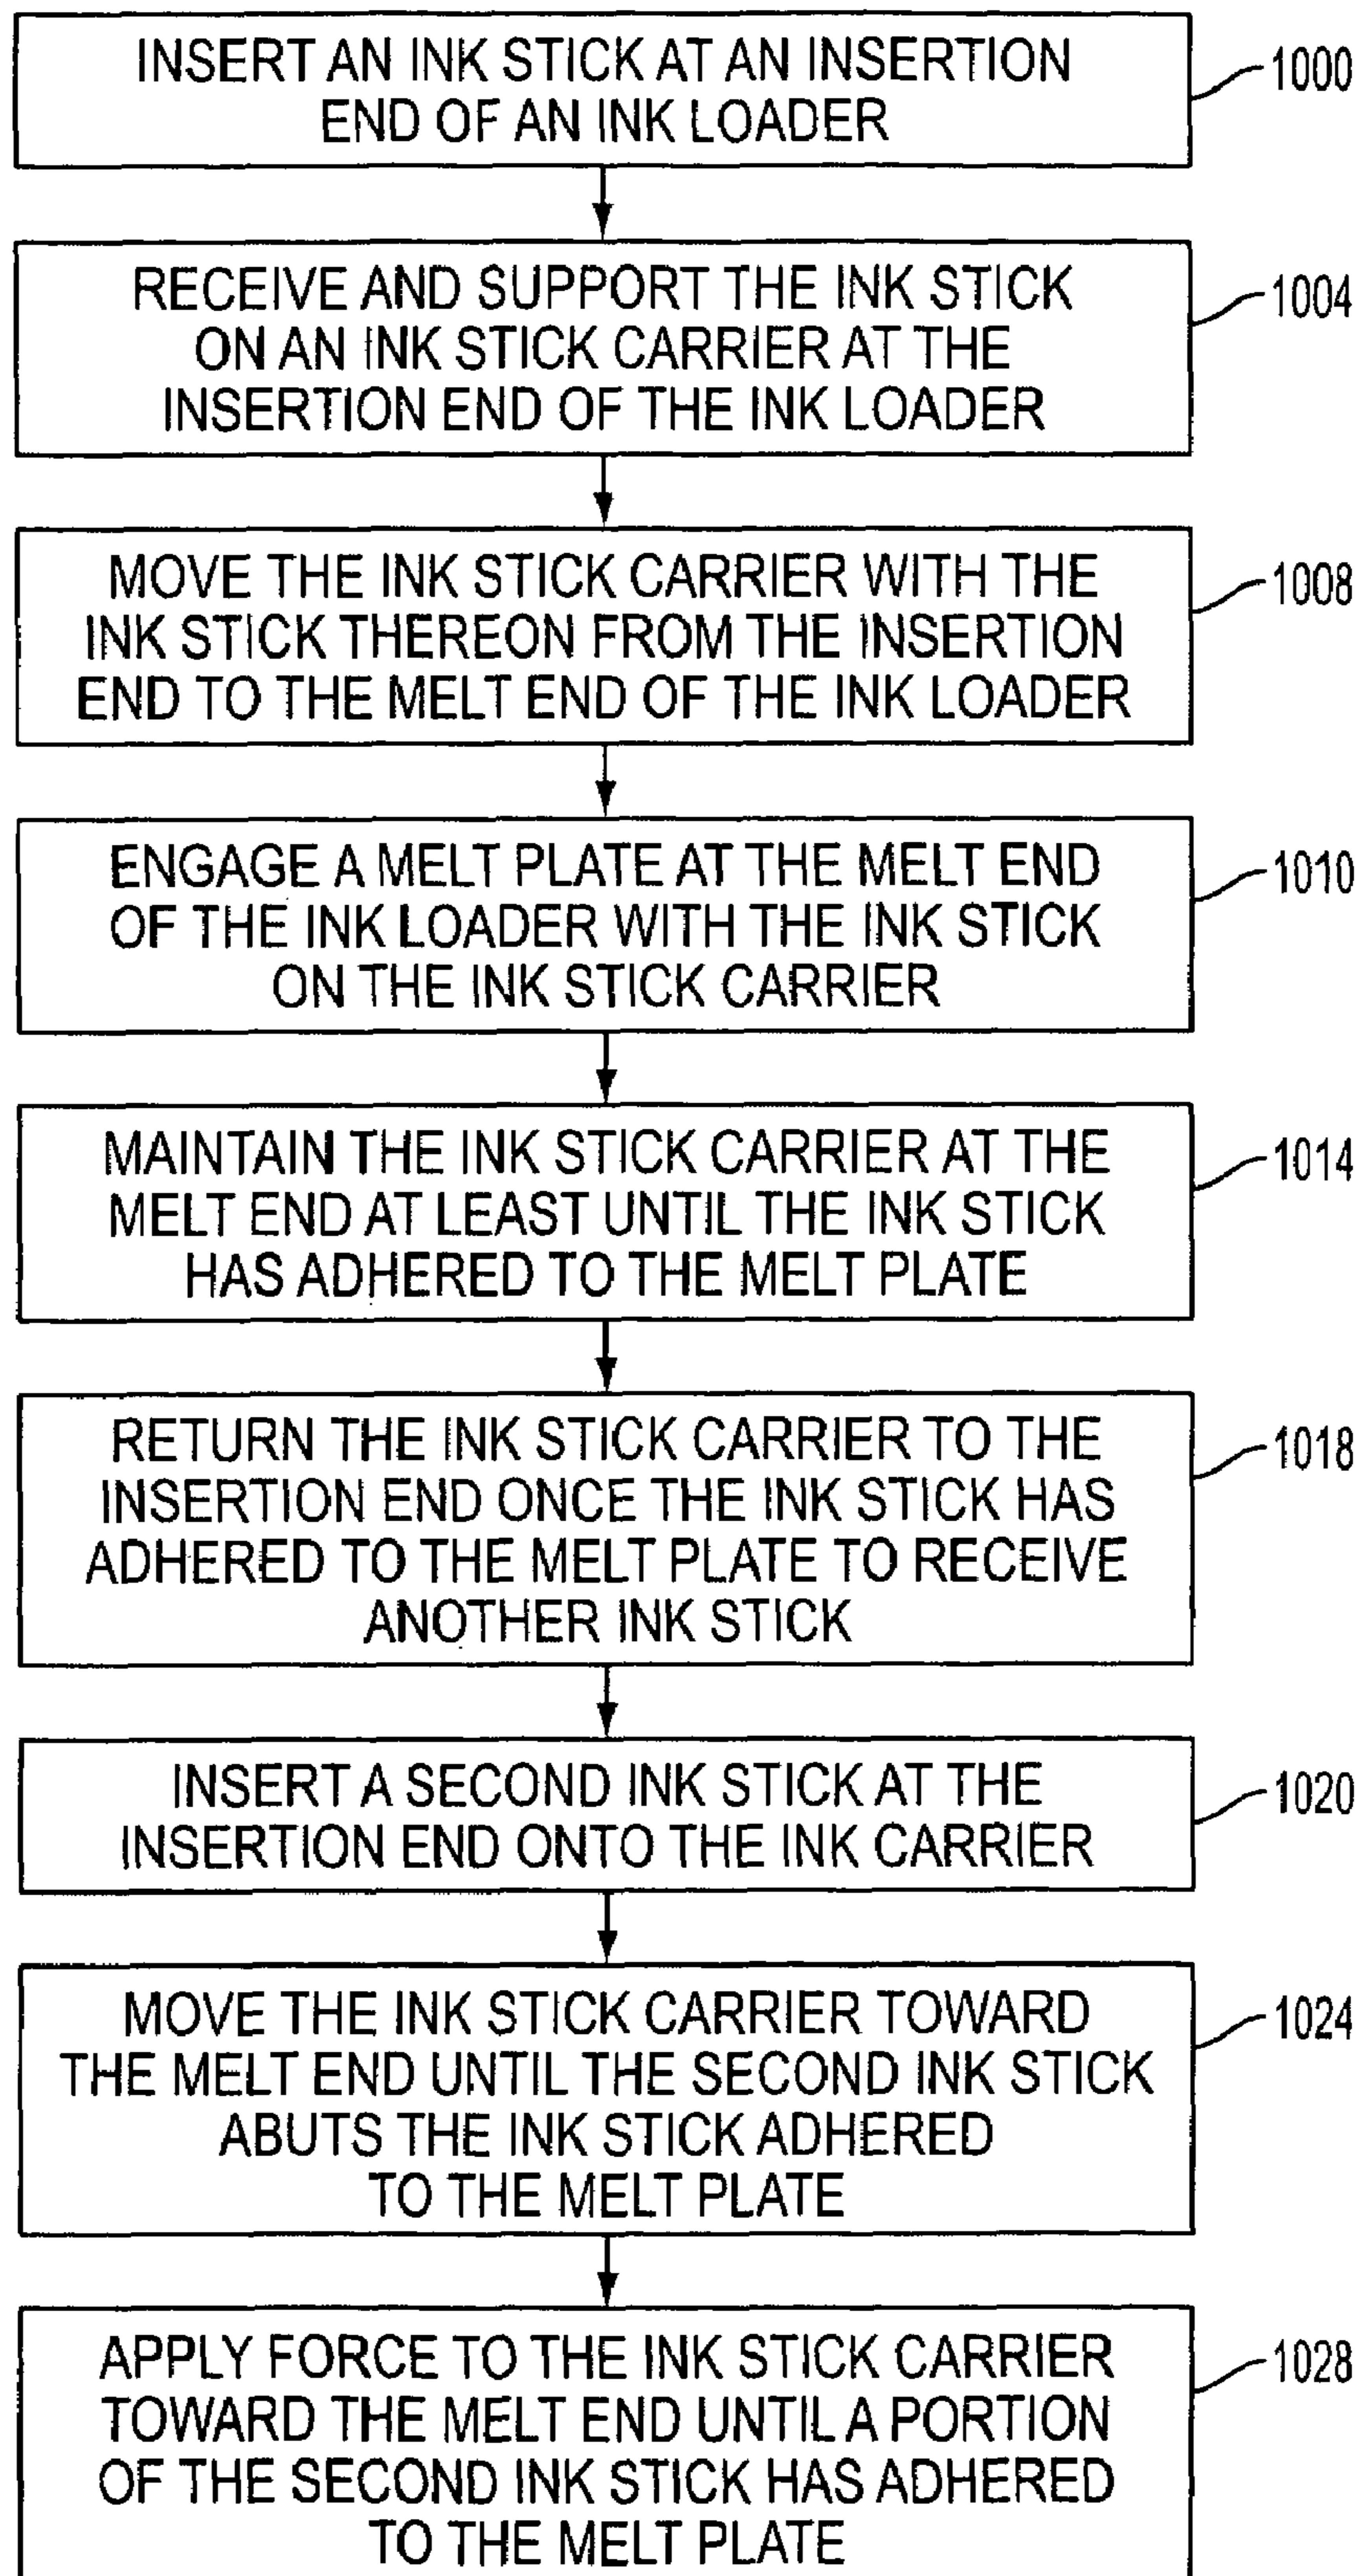 INSERT AN INK STICK AT AN INSERTION
END OF AN INK LOADER
1000
RECEIVE AND SUPPORT THE INK STICK
ON AN INK STICK CARRIER AT THE
INSERTION END OF THE INK LOADER
1004
MOVE THE INK STICK CARRIER WITH THE
INK STICK THEREON FROM THE INSERTION
END TO THE MELT END OF THE INK LOADER
1008
ENGAGE A MELT PLATE AT THE MELT END
OF THE INK LOADER WITH THE INK STICK
ON THE INK STICK CARRIER
1010
MAINTAIN THE INK STICK CARRIER AT THE
MELT END AT LEAST UNTIL THE INK STICK
HAS ADHERED TO THE MELT PLATE
1014
RETURN THE INK STICK CARRIER TO THE
INSERTION END ONCE THE INK STICK HAS
ADHERED TO THE MELT PLATE TO RECEIVE
ANOTHER INK STICK
1018
INSERT A SECOND INK STICK AT THE
INSERTION END ONTO THE INK CARRIER
1020
MOVE THE INK STICK CARRIER TOWARD
THE MELT END UNTIL THE SECOND INK STICK
ABUTS THE INK STICK ADHERED
TO THE MELT PLATE
1024
APPLY FORCE TO THE INK STICK CARRIER
TOWARD THE MELT END UNTIL A PORTION
OF THE SECOND INK STICK HAS ADHERED
TO THE MELT PLATE
1028